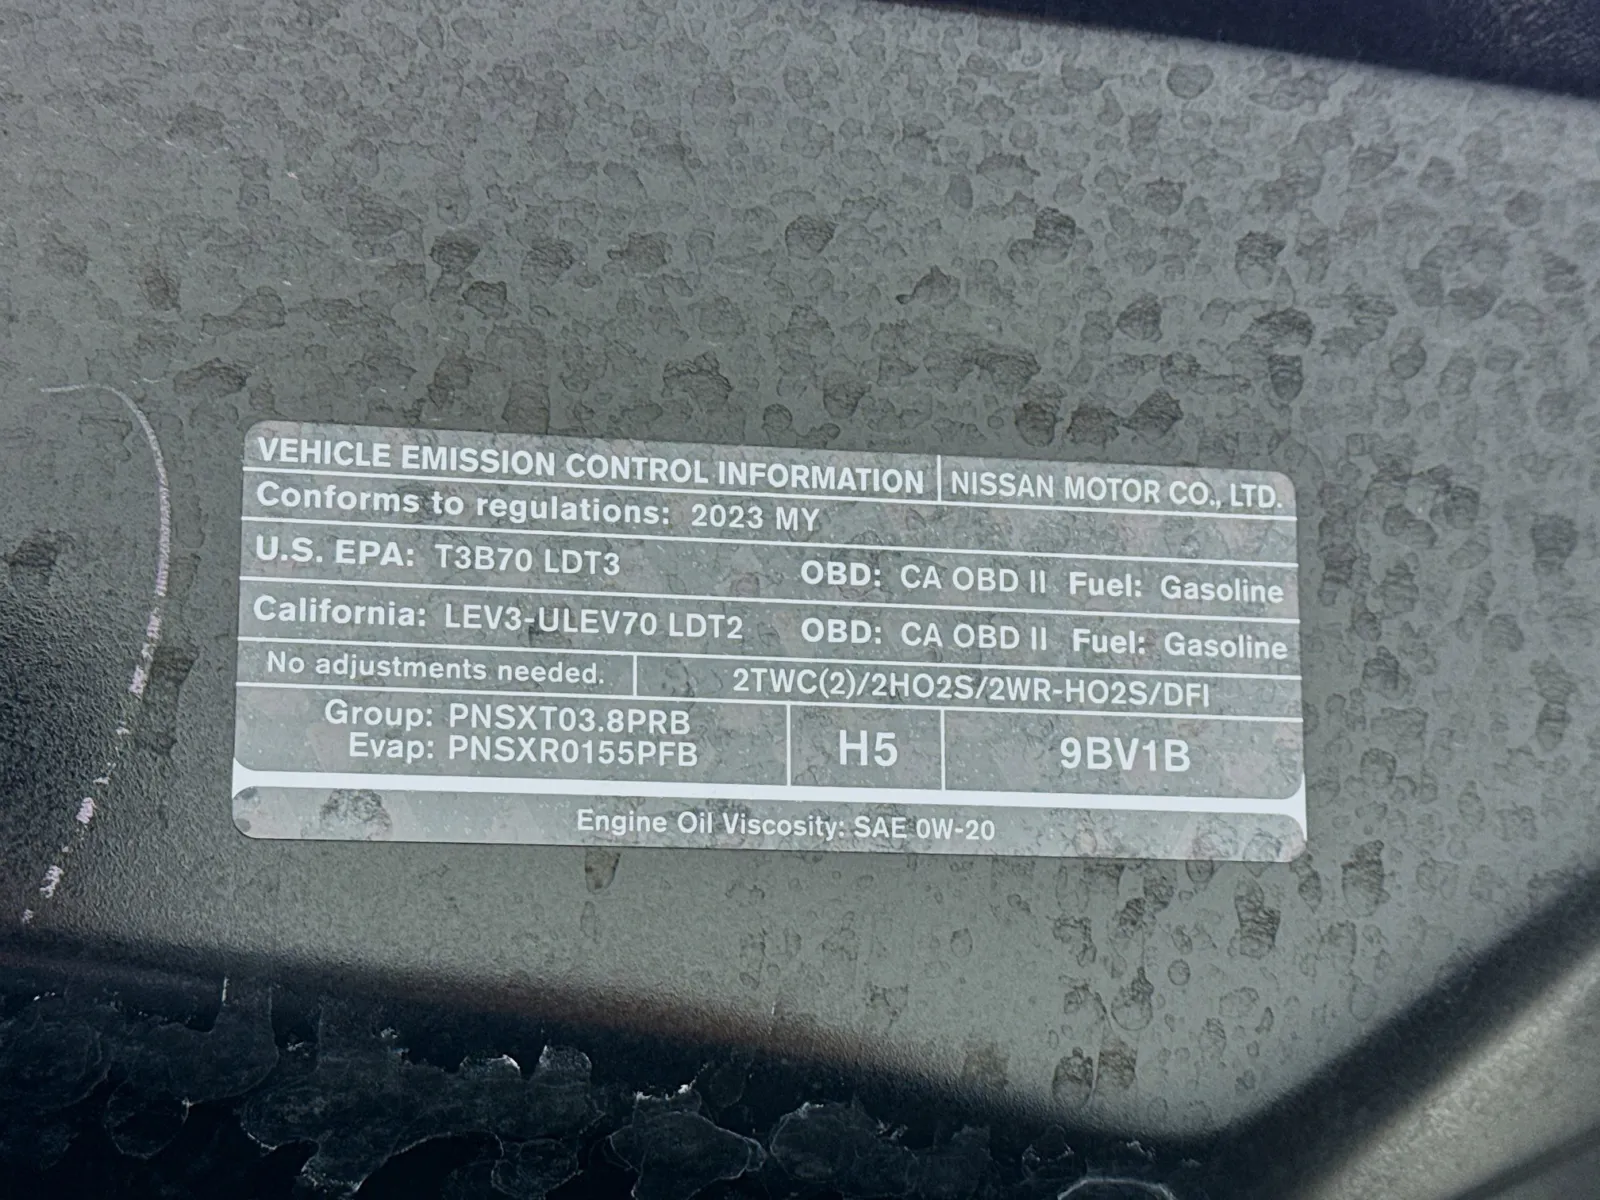 VEHICLE EMISSION CONTROL INFORMATION NISSAN MOTOR CO., LTD.
Conforms to regulations: 2023 MY
U.S. EPA: T3B70 LDT3 OBD: CA OBD II Fuel: Gasoline
California: LEV3-ULEV70 LDT2 OBD: CA OBD II Fuel: Gasoline
No adjustments needed. 2TWC(2)/2HO2S/2WR-HO2S/DFI
Group: PNSXT03.8PRB
Evap: PNSXR0155PFB
H5
9BV1B
Engine Oil Viscosity: SAE 0W-20